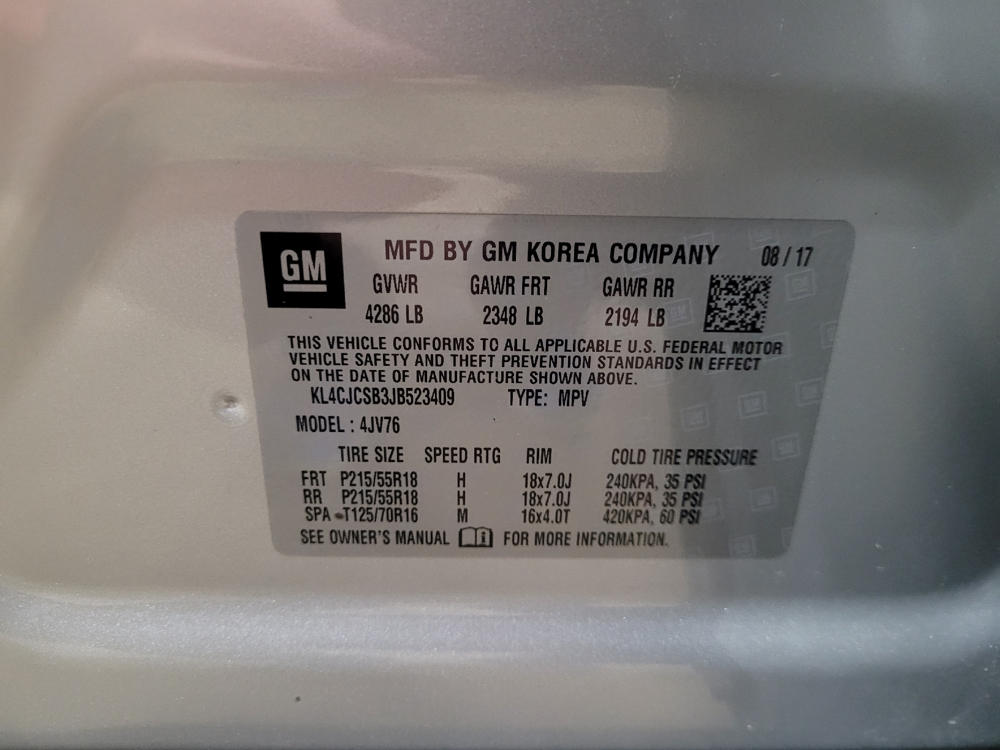 GM
MFD BY GM KOREA COMPANY 08 / 17
GVWR GAWR FRT GAWR RR
4286 LB 2348 LB 2194 LB
THIS VEHICLE CONFORMS TO ALL APPLICABLE U.S. FEDERAL MOTOR
VEHICLE SAFETY AND THEFT PREVENTION STANDARDS IN EFFECT
ON THE DATE OF MANUFACTURE SHOWN ABOVE.
KL4CJCSB3JB523409 TYPE: MPV
MODEL : 4JV76
TIRE SIZE SPEED RTG RIM COLD TIRE PRESSURE
FRT P215/55R18 H 18x7.0J 240KPA, 35 PSI
RR P215/55R18 H 18x7.0J 240KPA, 35 PSI
SPA T125/70R16 M 16x4.0T 420KPA, 60 PSI
SEE OWNER'S MANUAL i FOR MORE INFORMATION.